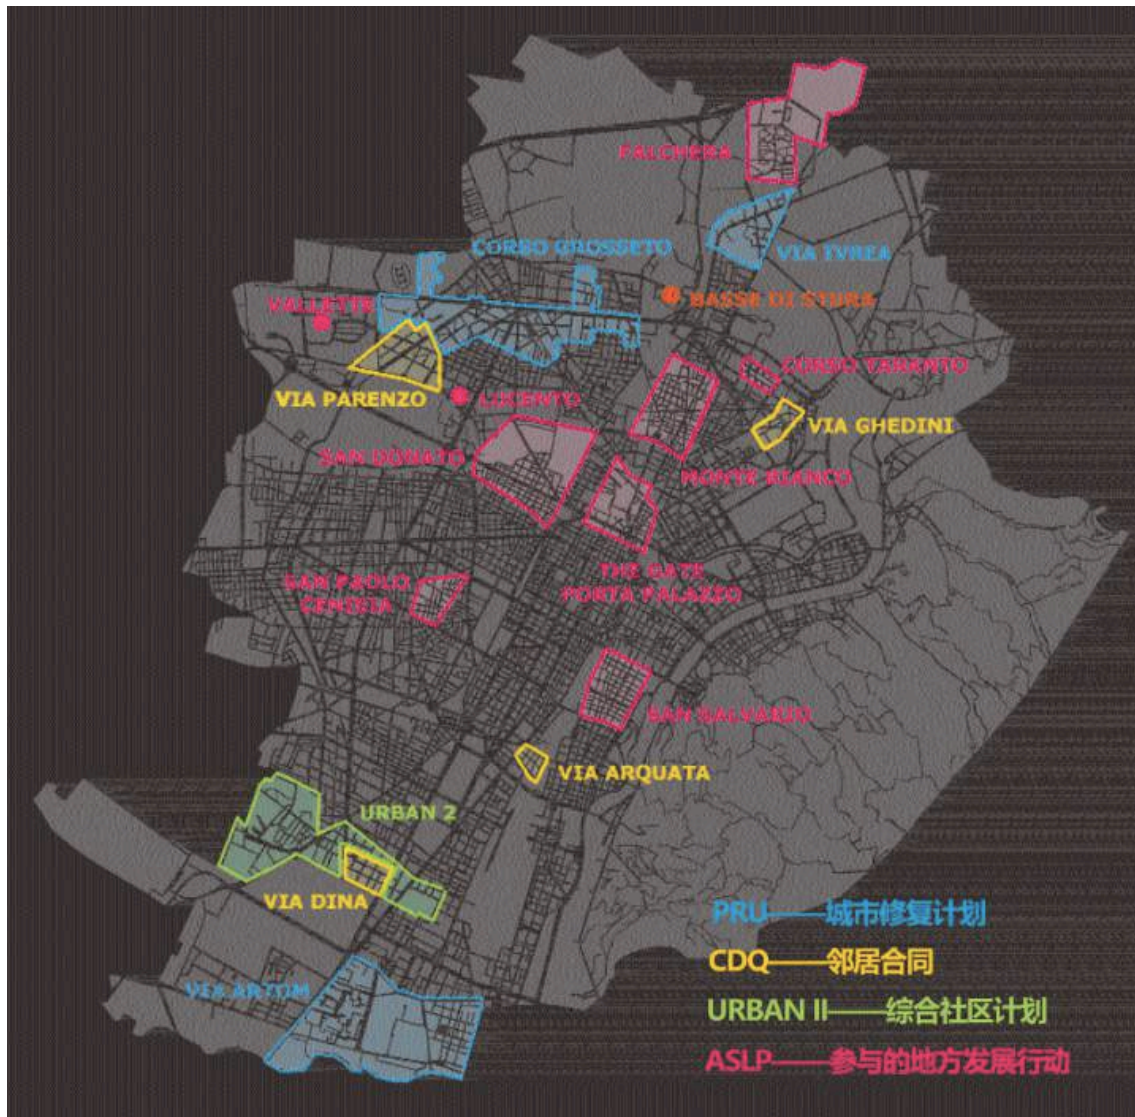 FALCHERA
CORSO GROSSETO
VIA IVREA
BASSE DI STURA
VALLETTE
CORSO TARANTO
VIA PARENZO
LUCENTO
VIA GHEDINI
SAN DONATO
MONTE BIANCO
THE GATE
PORTA PALAZZO
SAN PAOLO
CENISIA
SAN SALVARIO
VIA ARQUATA
URBAN 2
VIA DINA
VIA ARTOM
PRU——城市修复计划
CDQ——邻居合同
URBAN II——综合社区计划
ASLP——参与的地方发展行动